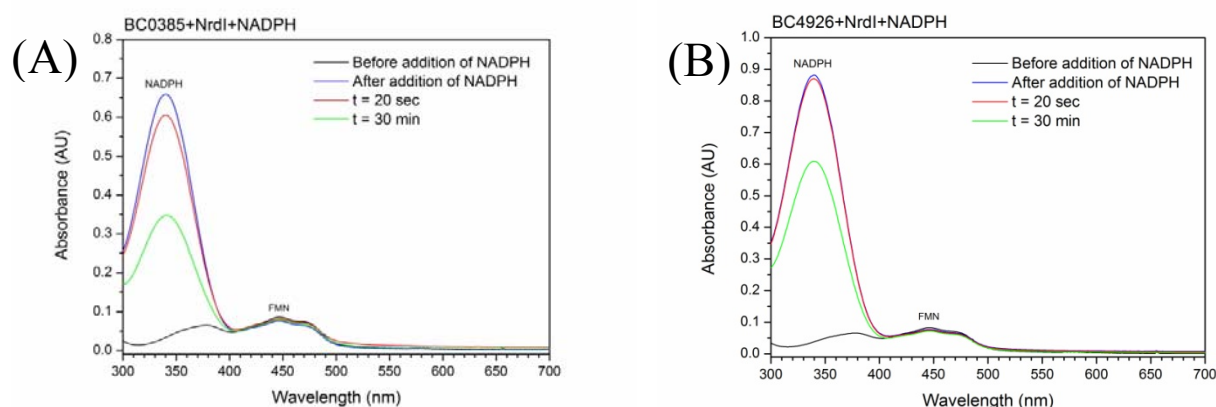 (A)
BC0385+NrdI+NADPH
NADPH
Before addition of NADPH
After addition of NADPH
t = 20 sec
t = 30 min
FMN
Absorbance (AU)
0.8
0.7
0.6
0.5
0.4
0.3
0.2
0.1
0.0
300 350 400 450 500 550 600 650 700
Wavelength (nm)
(B)
BC4926+NrdI+NADPH
NADPH
Before addition of NADPH
After addition of NADPH
t = 20 sec
t = 30 min
FMN
Absorbance (AU)
1.0
0.9
0.8
0.7
0.6
0.5
0.4
0.3
0.2
0.1
0.0
300 350 400 450 500 550 600 650 700
Wavelength (nm)